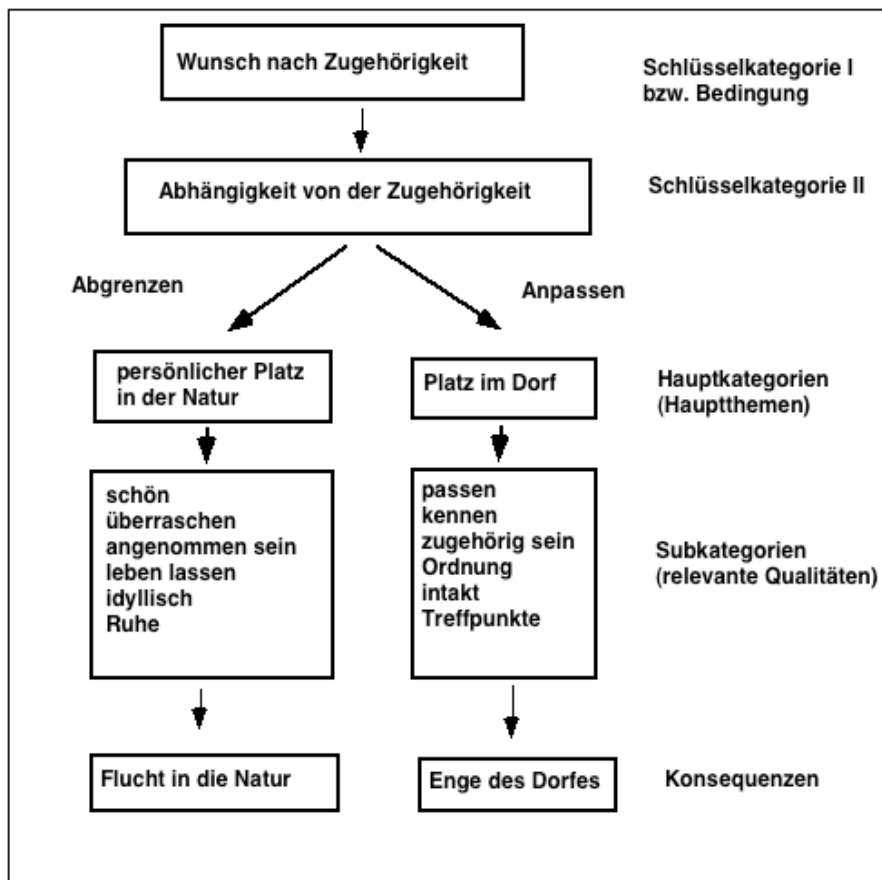 Wunsch nach Zugehörigkeit
Schlüsselkategorie I
bzw. Bedingung
Abhängigkeit von der Zugehörigkeit
Schlüsselkategorie II
Abgrenzen
Anpassen
persönlicher Platz
in der Natur
Platz im Dorf
Hauptkategorien
(Hauptthemen)
schön
überraschen
angenommen sein
leben lassen
idyllisch
Ruhe
passen
kennen
zugehörig sein
Ordnung
intakt
Treffpunkte
Subkategorien
(relevante Qualitäten)
Flucht in die Natur
Enge des Dorfes
Konsequenzen